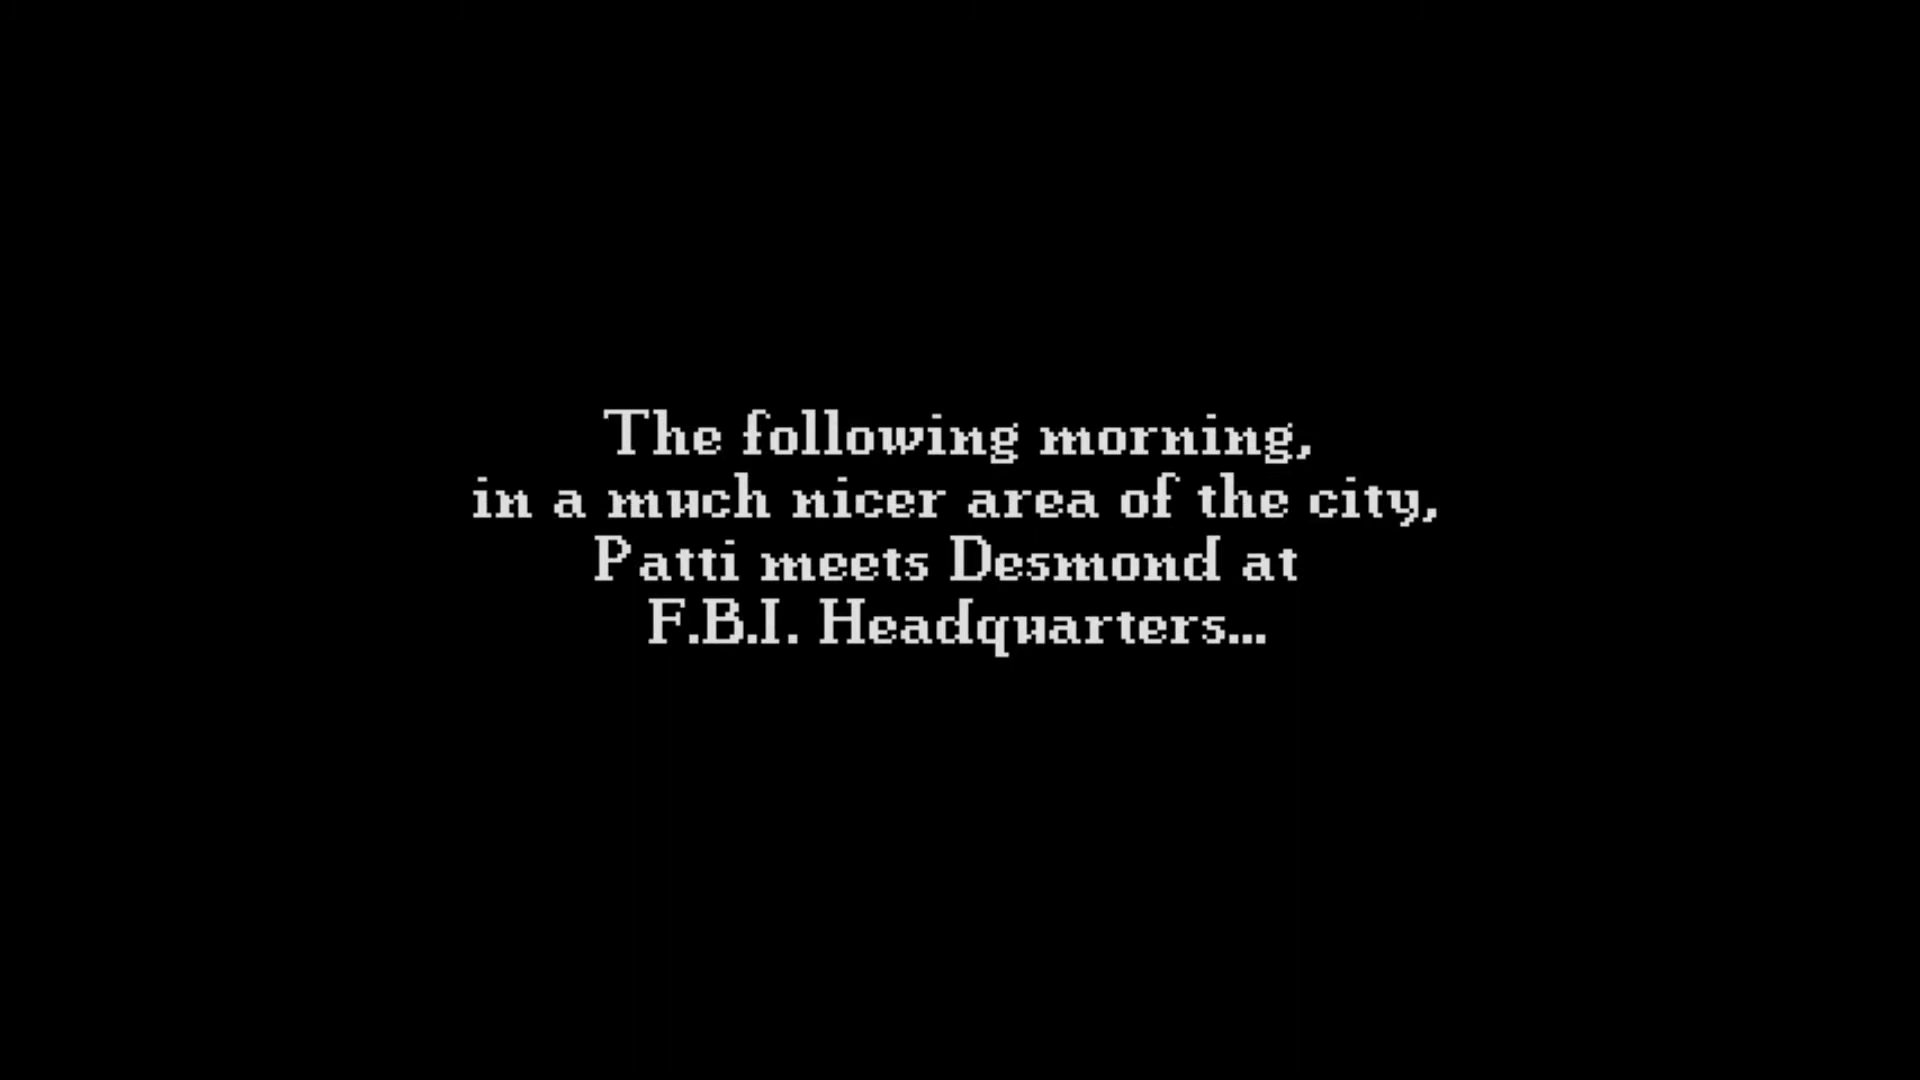 The following morning,
in a much nicer area of the city,
Patti meets Desmond at
F.B.I. Headquarters...